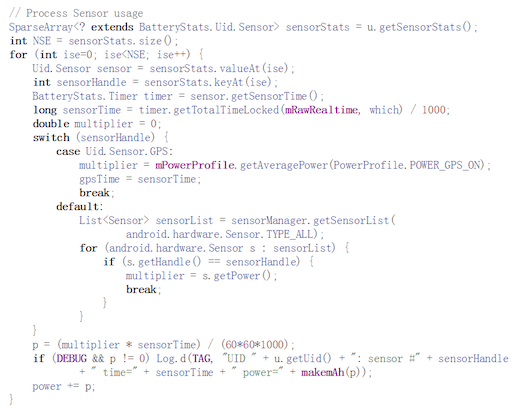 // Process Sensor usage
SparseArray<? extends BatteryStats.Uid.Sensor> sensorStats = u.getSensorStats();
int NSE = sensorStats.size();
for (int ise=0; ise<NSE; ise++) {
    Uid.Sensor sensor = sensorStats.valueAt(ise);
    int sensorHandle = sensorStats.keyAt(ise);
    BatteryStats.Timer timer = sensor.getSensorTime();
    long sensorTime = timer.getTotalTimeLocked(mRawRealtime, which) / 1000;
    double multiplier = 0;
    switch (sensorHandle) {
        case Uid.Sensor.GPS:
            multiplier = mPowerProfile.getAveragePower(PowerProfile.POWER_GPS_ON);
            gpsTime = sensorTime;
            break;
        default:
            List<Sensor> sensorList = sensorManager.getSensorList(
                    android.hardware.Sensor.TYPE_ALL);
            for (android.hardware.Sensor s : sensorList) {
                if (s.getHandle() == sensorHandle) {
                    multiplier = s.getPower();
                    break;
                }
            }
    }
    p = (multiplier * sensorTime) / (60*60*1000);
    if (DEBUG && p != 0) Log.d(TAG, "UID " + u.getUid() + ": sensor #" + sensorHandle
            + " time=" + sensorTime + " power=" + makemAh(p));
    power += p;
}